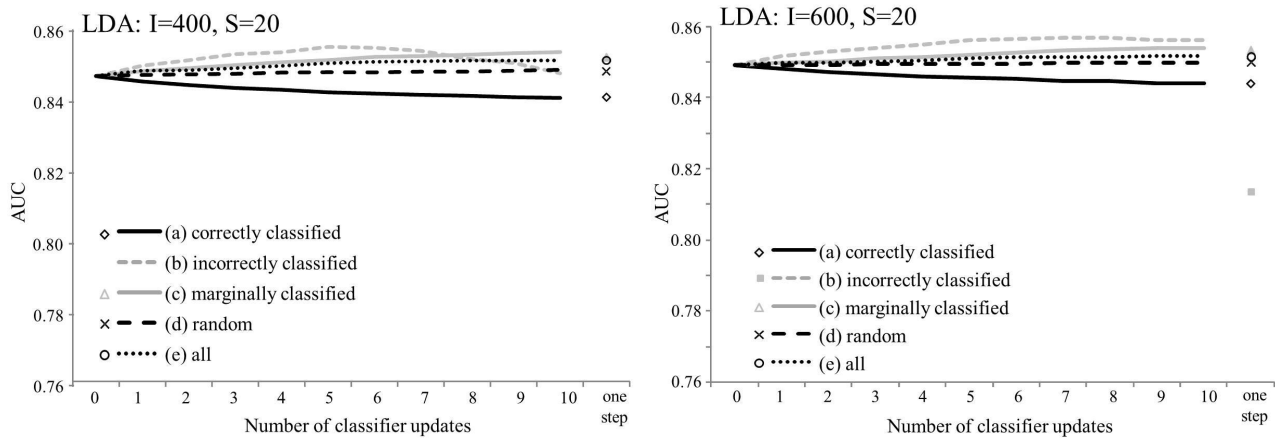 LDA: I=400, S=20
0.86
0.84
0.82
0.80
0.78
0.76
AUC
(a) correctly classified
(b) incorrectly classified
(c) marginally classified
(d) random
(e) all
0 1 2 3 4 5 6 7 8 9 10 one step
Number of classifier updates
LDA: I=600, S=20
0.86
0.84
0.82
0.80
0.78
0.76
AUC
(a) correctly classified
(b) incorrectly classified
(c) marginally classified
(d) random
(e) all
0 1 2 3 4 5 6 7 8 9 10 one step
Number of classifier updates